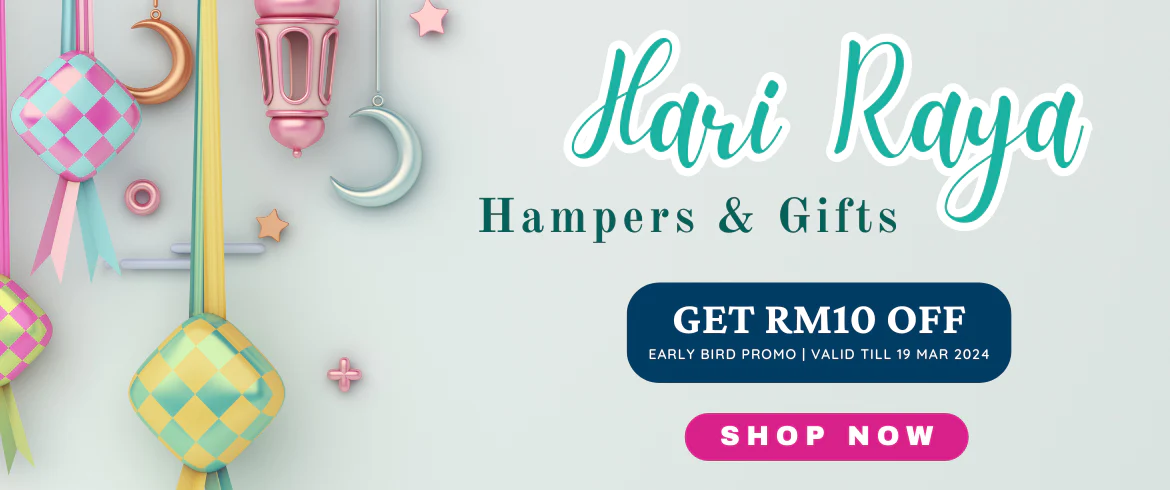 Hari Raya
Hampers & Gifts
GET RM10 OFF
EARLY BIRD PROMO | VALID TILL 19 MAR 2024
SHOP NOW